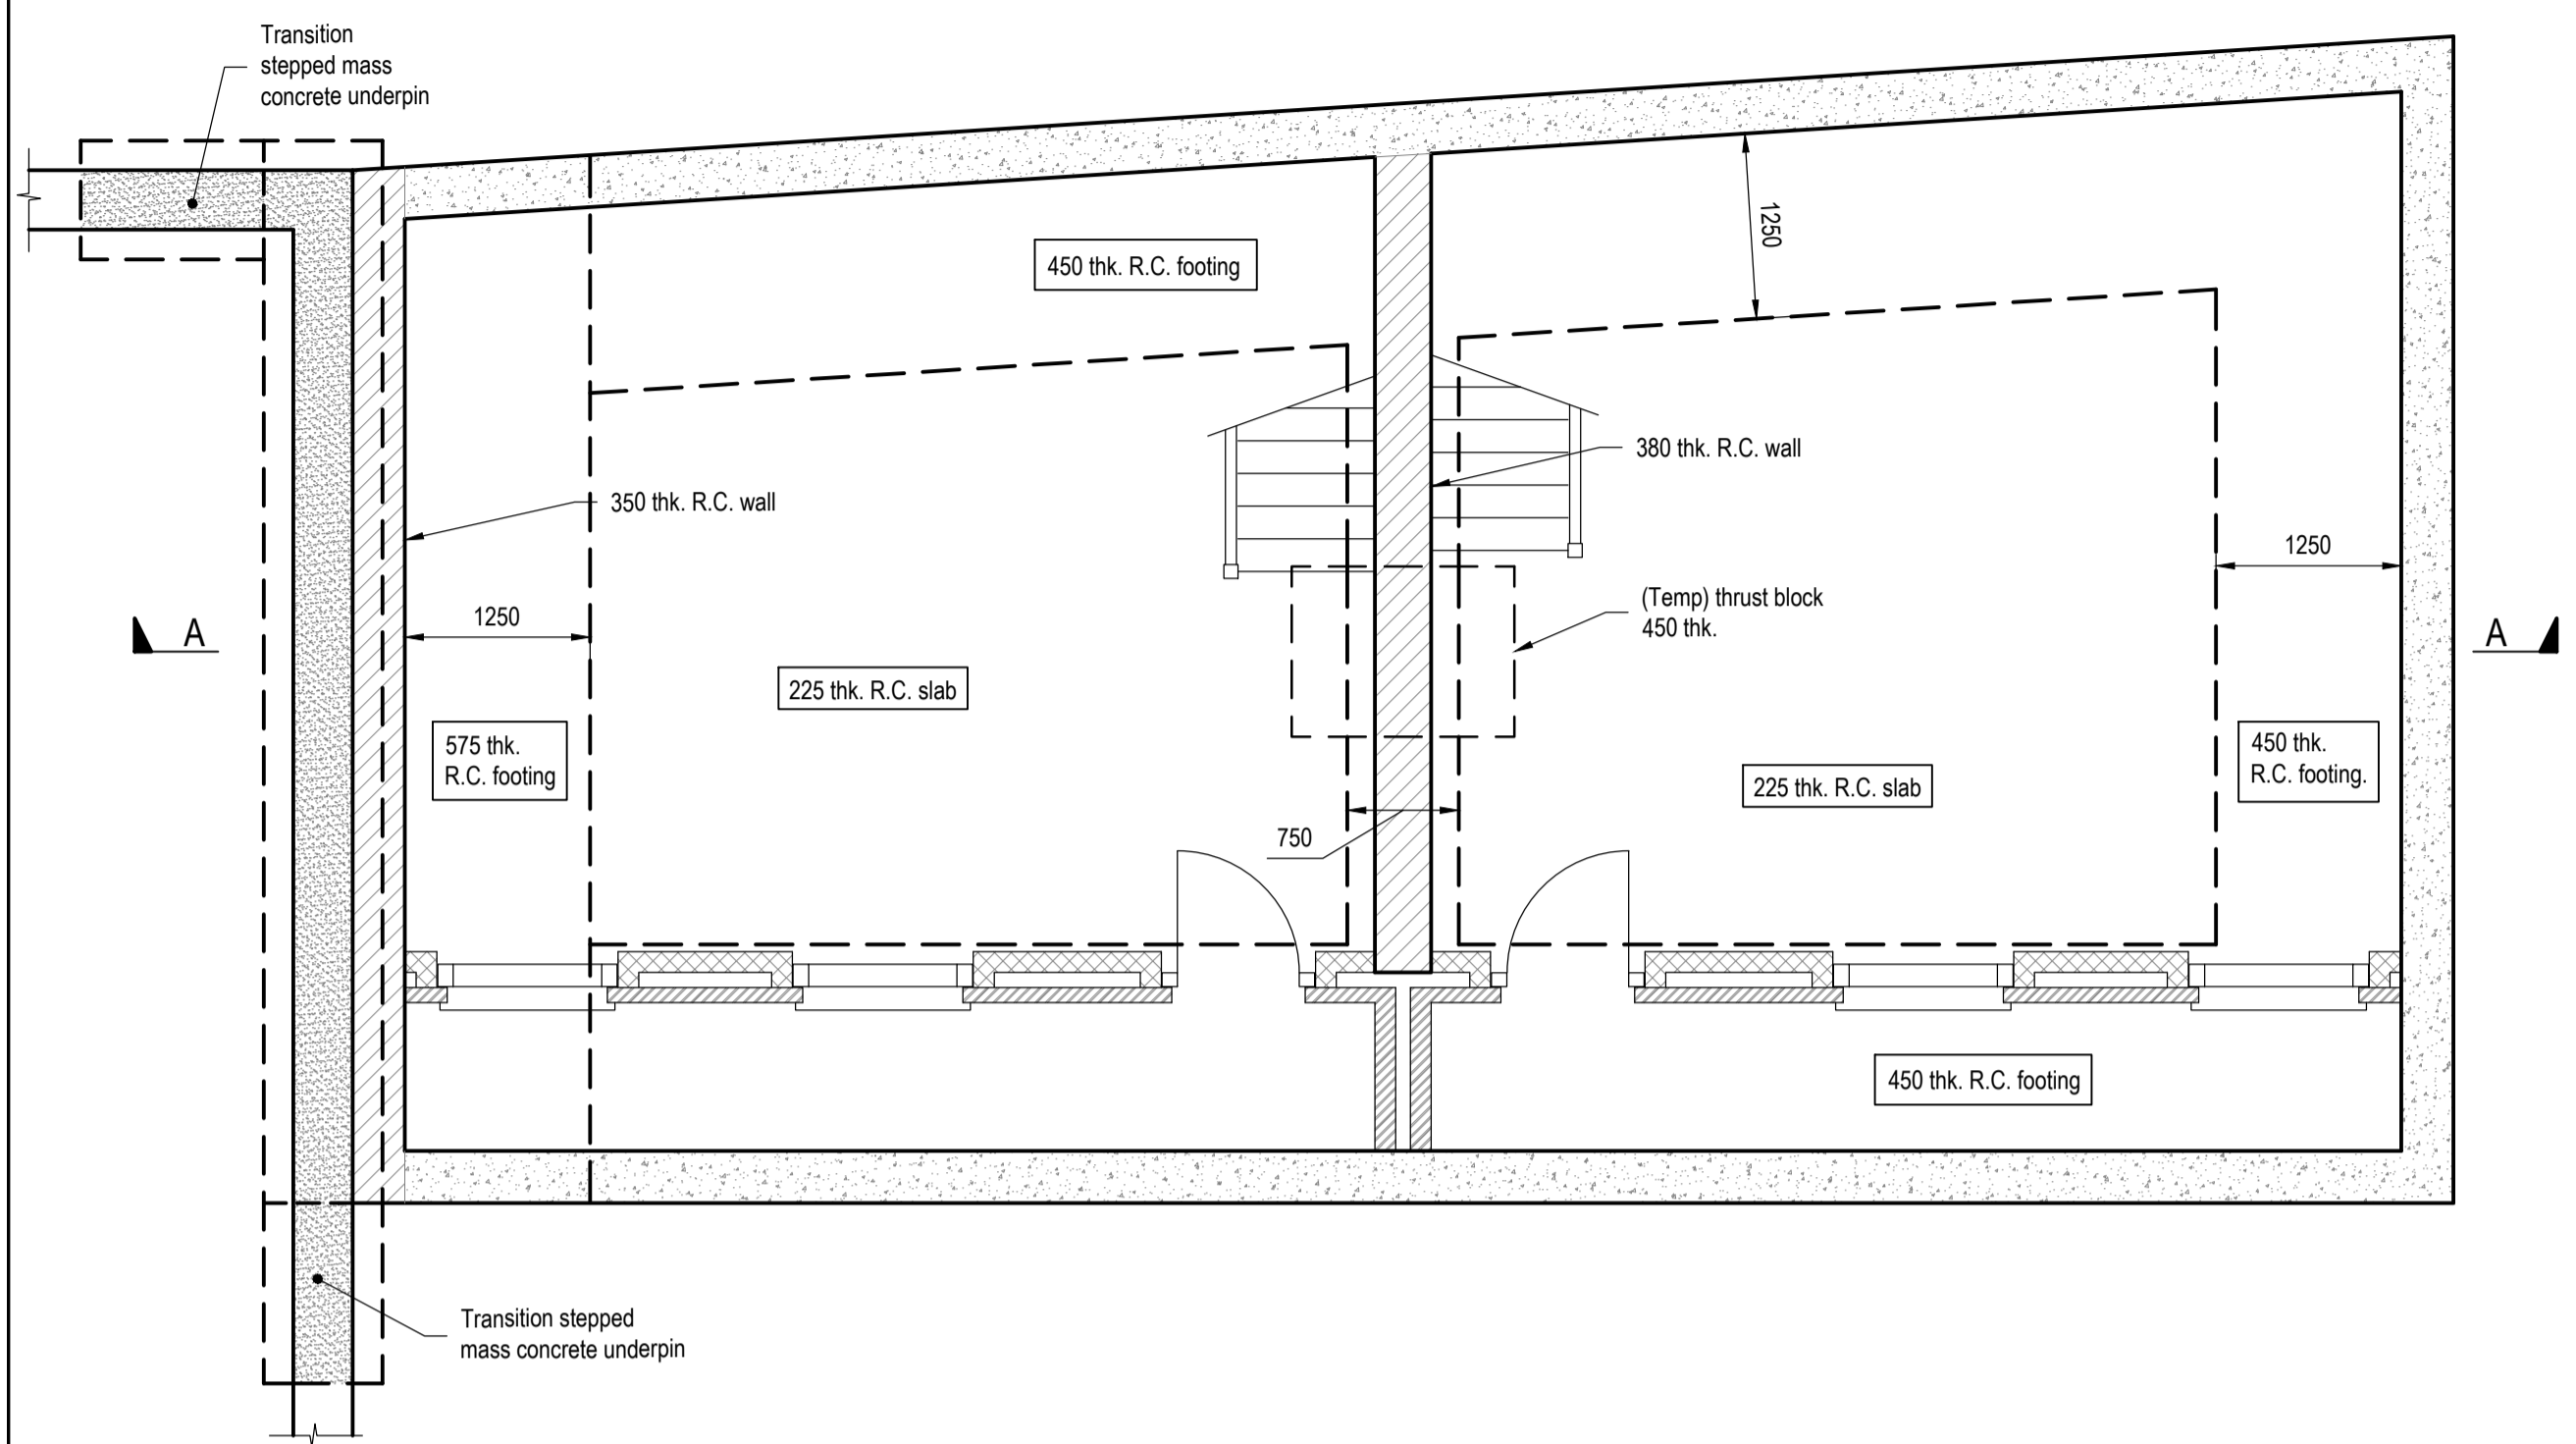 Transition
stepped mass
concrete underpin
450 thk. R.C. footing
1250
380 thk. R.C. wall
350 thk. R.C. wall
1250
(Temp) thrust block
450 thk.
1250
A
A
225 thk. R.C. slab
575 thk.
R.C. footing
450 thk.
R.C. footing.
225 thk. R.C. slab
750
450 thk. R.C. footing
Transition stepped
mass concrete underpin